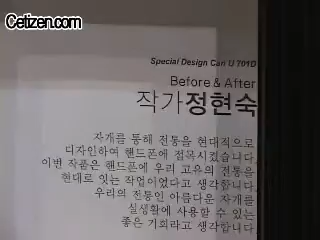 Cetizen.com
Special Design Can U 701D
Before & After
작가정현숙
자개를 통해 전통을 현대적으로
디자인하여 핸드폰에 접목시켰습니다.
이번 작품은 핸드폰에 우리 고유의 전통을
현대로 잇는 작업이었다고 생각합니다.
우리의 전통인 아름다운 자개를
실생활에 사용할 수 있는
좋은 기회라고 생각합니다.